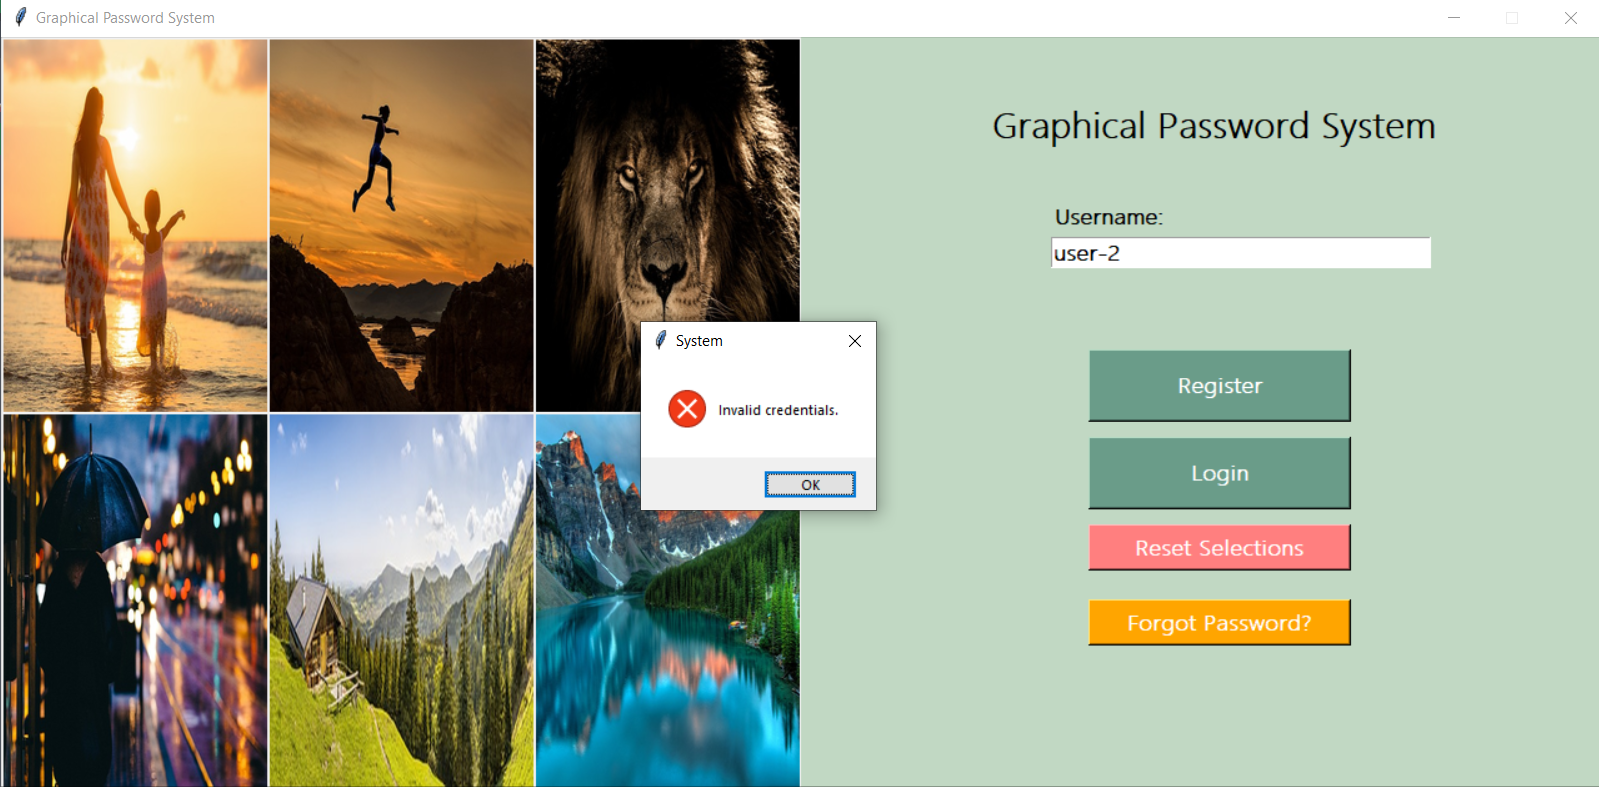 Graphical Password System
Graphical Password System
Username:
user-2
System
Invalid credentials.
OK
Register
Login
Reset Selections
Forgot Password?